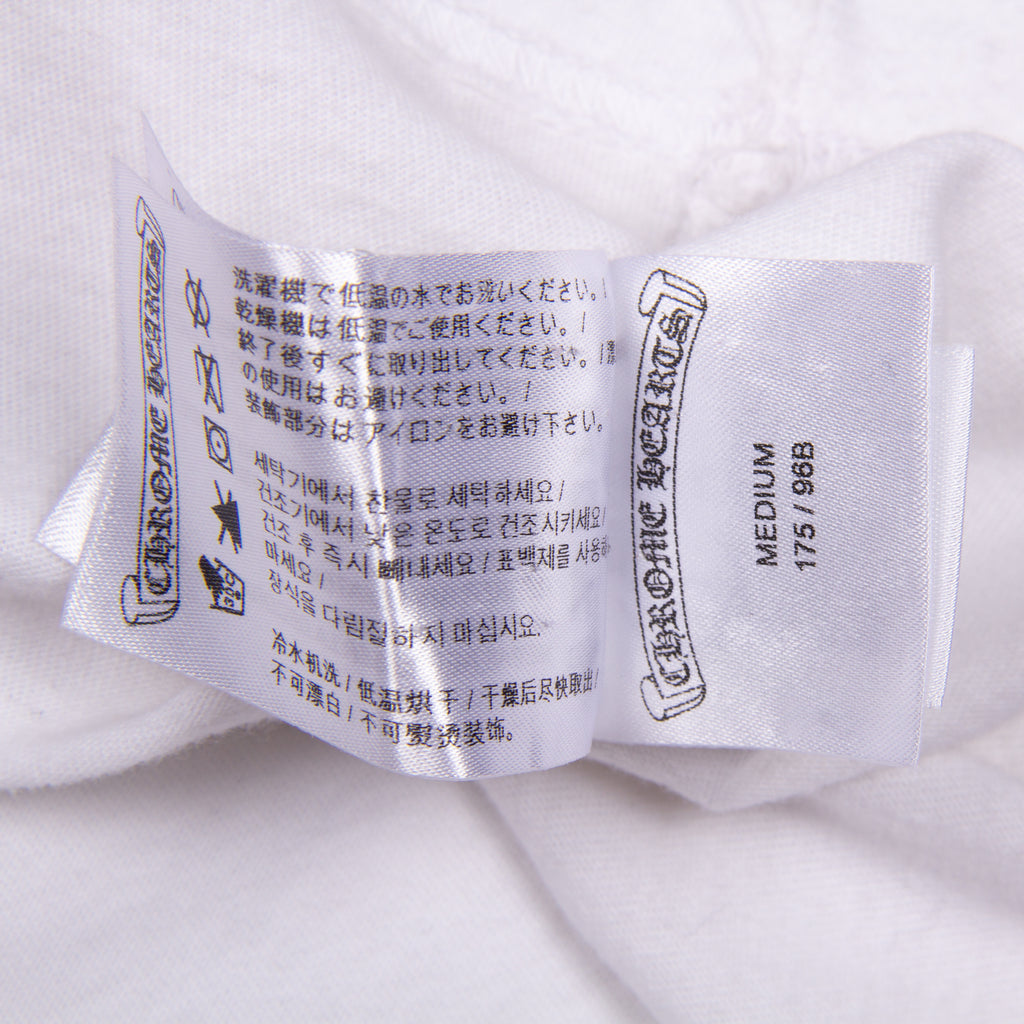 CHROME HEARTS
洗濯機で低温の水でお洗いください。/
乾燥機は低温でご使用ください。/
終了後すぐに取り出してください。/漂
の使用はお避けください。/
装飾部分はアイロンをお避け下さい。
세탁기에서 찬물로 세탁하세요/
건조기에서 낮은 온도로 건조시키세요/
건조 후 즉시 빼내세요/표백제를 사용하
마세요/
장식을 다림질하지 마십시요.
冷水机洗/低温烘干/干燥后尽快取出/
不可漂白/不可熨烫装饰。
CHROME HEARTS
MEDIUM
175/96B